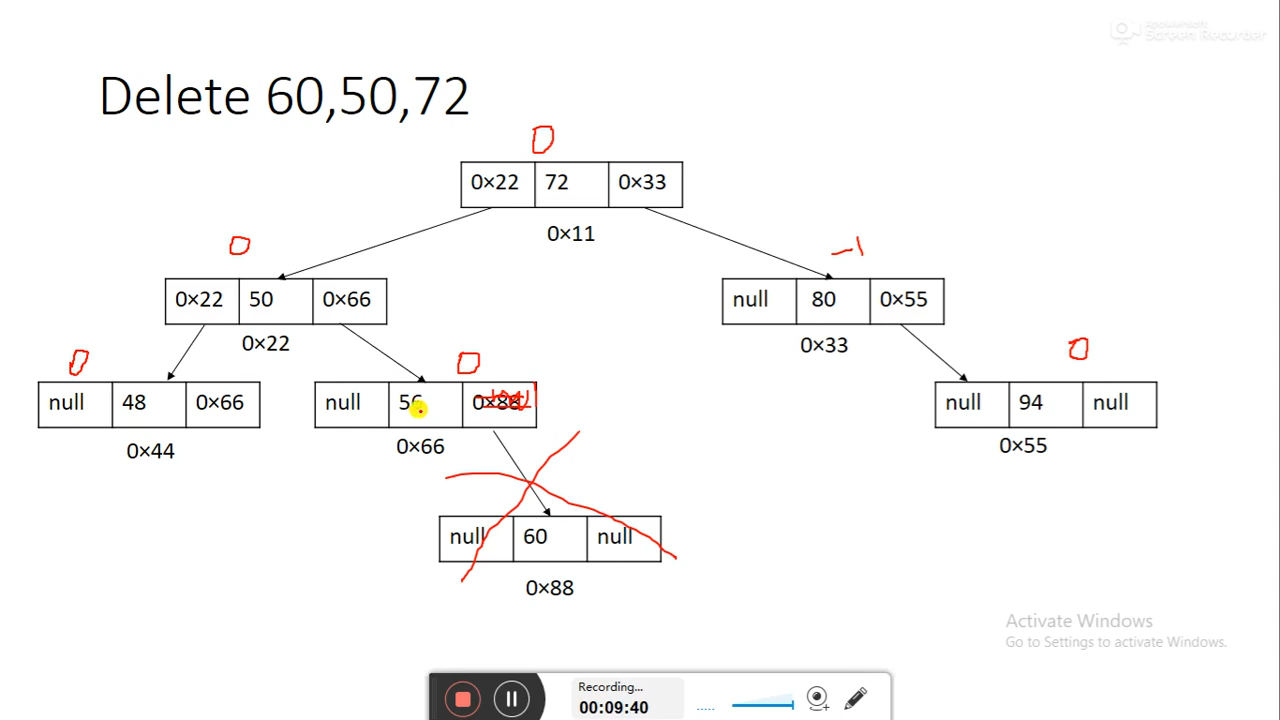 Apowersoft
Screen Recorder
Delete 60,50,72
0
0×22 72 0×33
0×11
0
-1
0×22 50 0×66
0×22
null 80 0×55
0×33
0
0
0
null 48 0×66
0×44
null 56 0×88
0×66
null 94 null
0×55
null 60 null
0×88
Activate Windows
Go to Settings to activate Windows.
Recording...
00:09:40